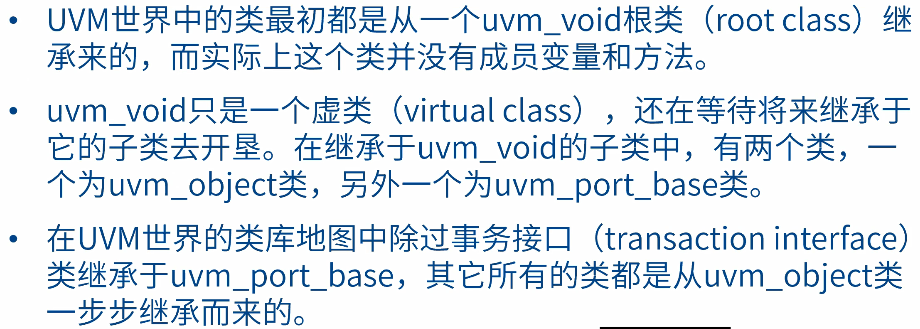 • UVM世界中的类最初都是从一个uvm_void根类（root class）继
承来的，而实际上这个类并没有成员变量和方法。
• uvm_void只是一个虚类（virtual class），还在等待将来继承于
它的子类去开垦。在继承于uvm_void的子类中，有两个类，一
个为uvm_object类，另外一个为uvm_port_base类。
• 在UVM世界的类库地图中除过事务接口（transaction interface）
类继承于uvm_port_base，其它所有的类都是从uvm_object类
一步步继承而来的。